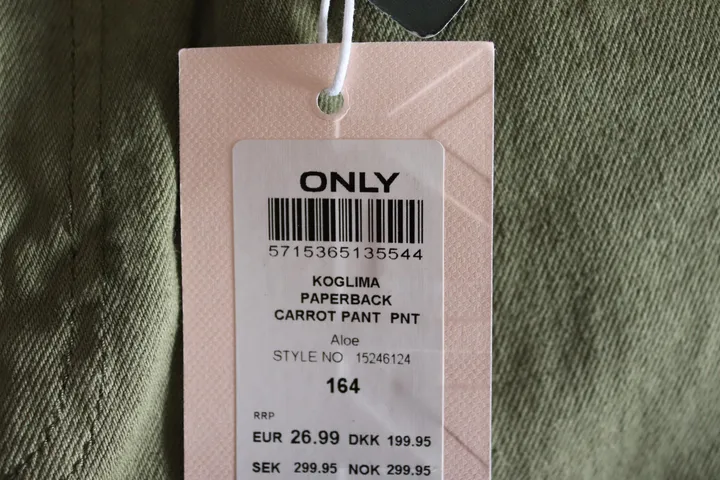 ONLY
5715365135544
KOGLIMA
PAPERBACK
CARROT PANT PNT
Aloe
STYLE NO 15246124
164
RRP
EUR 26.99 DKK 199.95
SEK 299.95 NOK 299.95